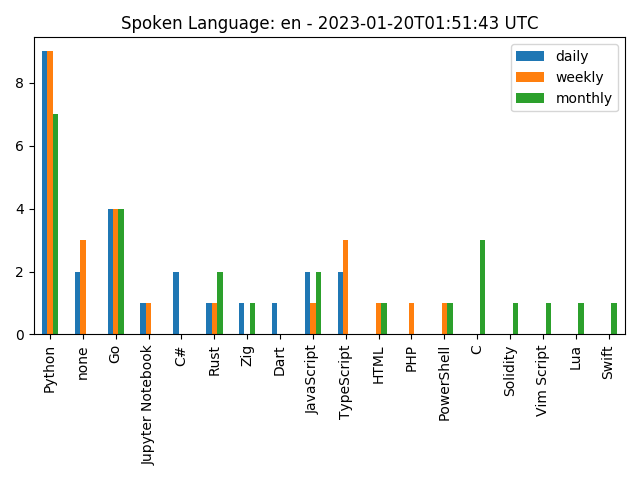 Spoken Language: en - 2023-01-20T01:51:43 UTC
daily
weekly
monthly
8
6
4
2
0
Python
none
Go
Jupyter Notebook
C#
Rust
Zig
Dart
JavaScript
TypeScript
HTML
PHP
PowerShell
C
Solidity
Vim Script
Lua
Swift